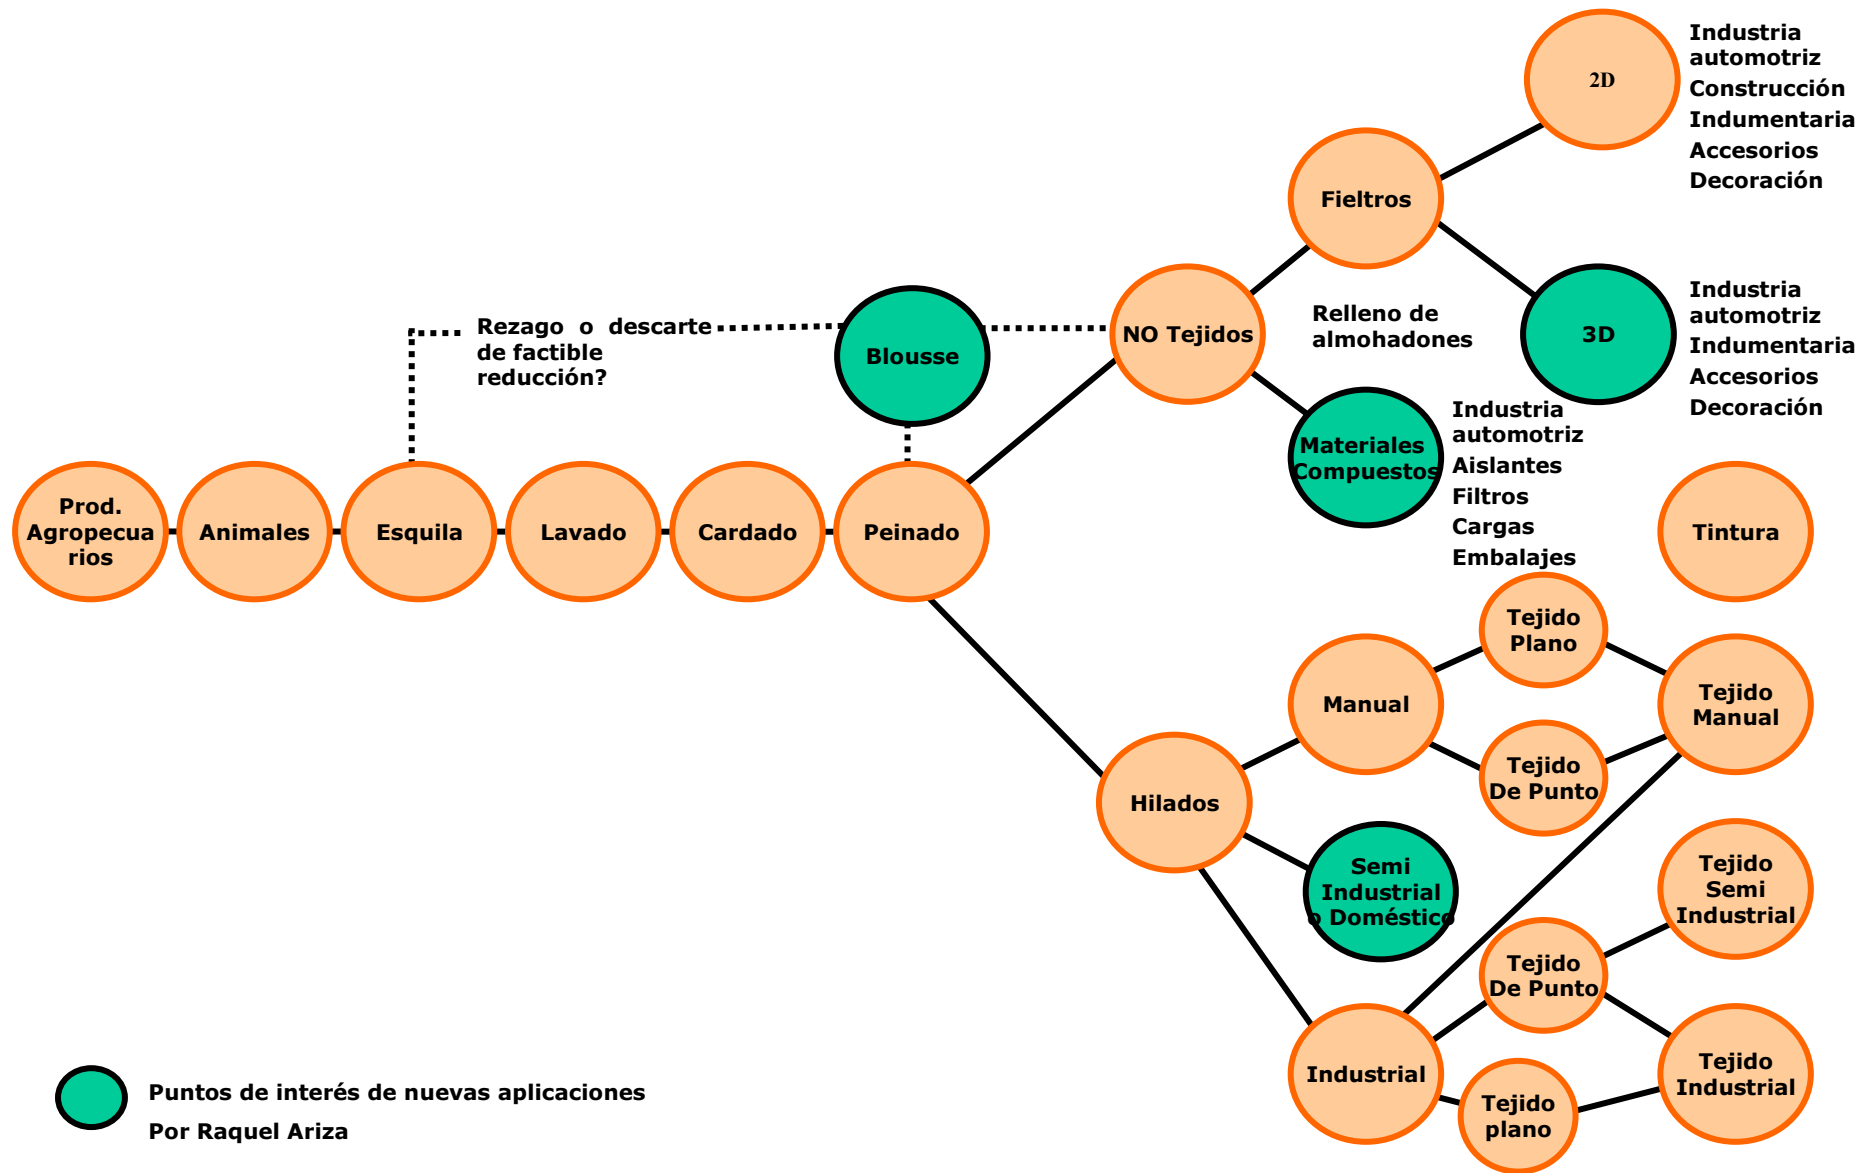 2D
Industria
automotriz
Construcción
Indumentaria
Accesorios
Decoración
Fieltros
3D
Industria
automotriz
Indumentaria
Accesorios
Decoración
Relleno de
almohadones
NO Tejidos
Blousse
Rezago o descarte
de factible
reducción?
Materiales
Compuestos
Industria
automotriz
Aislantes
Filtros
Cargas
Embalajes
Prod.
Agropecua
rios
Animales
Esquila
Lavado
Cardado
Peinado
Tintura
Tejido
Plano
Manual
Tejido
Manual
Tejido
De Punto
Hilados
Semi
Industrial
o Doméstico
Tejido
Semi
Industrial
Tejido
De Punto
Industrial
Tejido
Industrial
Tejido
plano
Puntos de interés de nuevas aplicaciones
Por Raquel Ariza